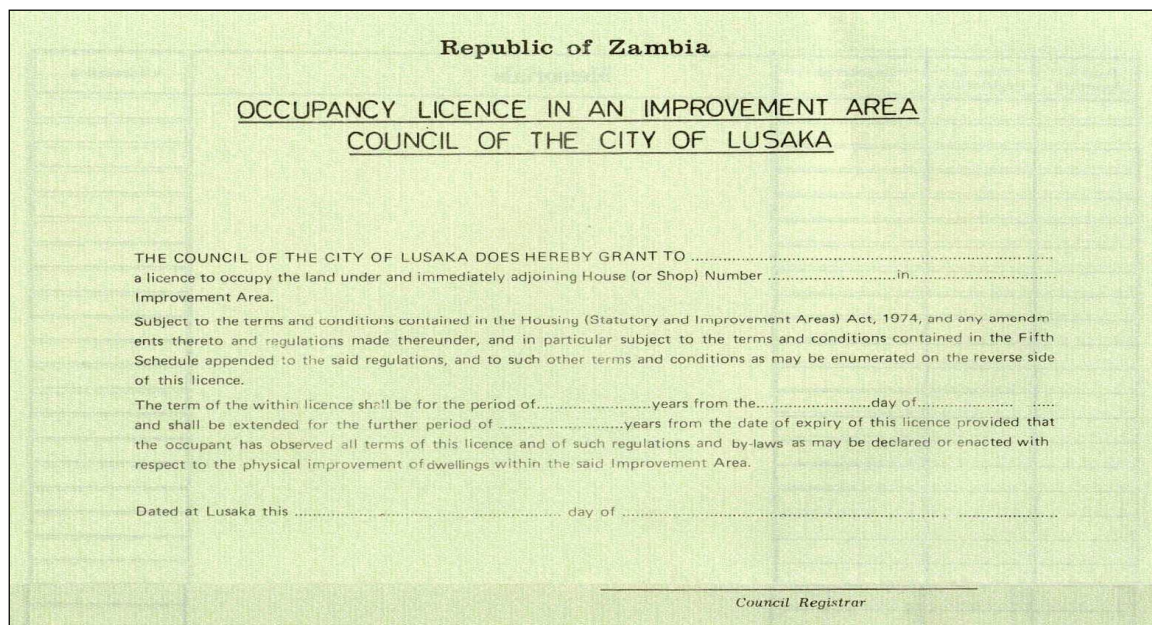 Republic of Zambia
OCCUPANCY LICENCE IN AN IMPROVEMENT AREA
COUNCIL OF THE CITY OF LUSAKA
THE COUNCIL OF THE CITY OF LUSAKA DOES HEREBY GRANT TO ..........
a licence to occupy the land under and immediately adjoining House (or Shop) Number ..........in..........
Improvement Area.
Subject to the terms and conditions contained in the Housing (Statutory and Improvement Areas) Act, 1974, and any amendm
ents thereto and regulations made thereunder, and in particular subject to the terms and conditions contained in the Fifth
Schedule appended to the said regulations, and to such other terms and conditions as may be enumerated on the reverse side
of this licence.
The term of the within licence shall be for the period of..........years from the..........day of..........
and shall be extended for the further period of ..........years from the date of expiry of this licence provided that
the occupant has observed all terms of this licence and of such regulations and by-laws as may be declared or enacted with
respect to the physical improvement of dwellings within the said Improvement Area.
Dated at Lusaka this .......... day of ..........
Council Registrar